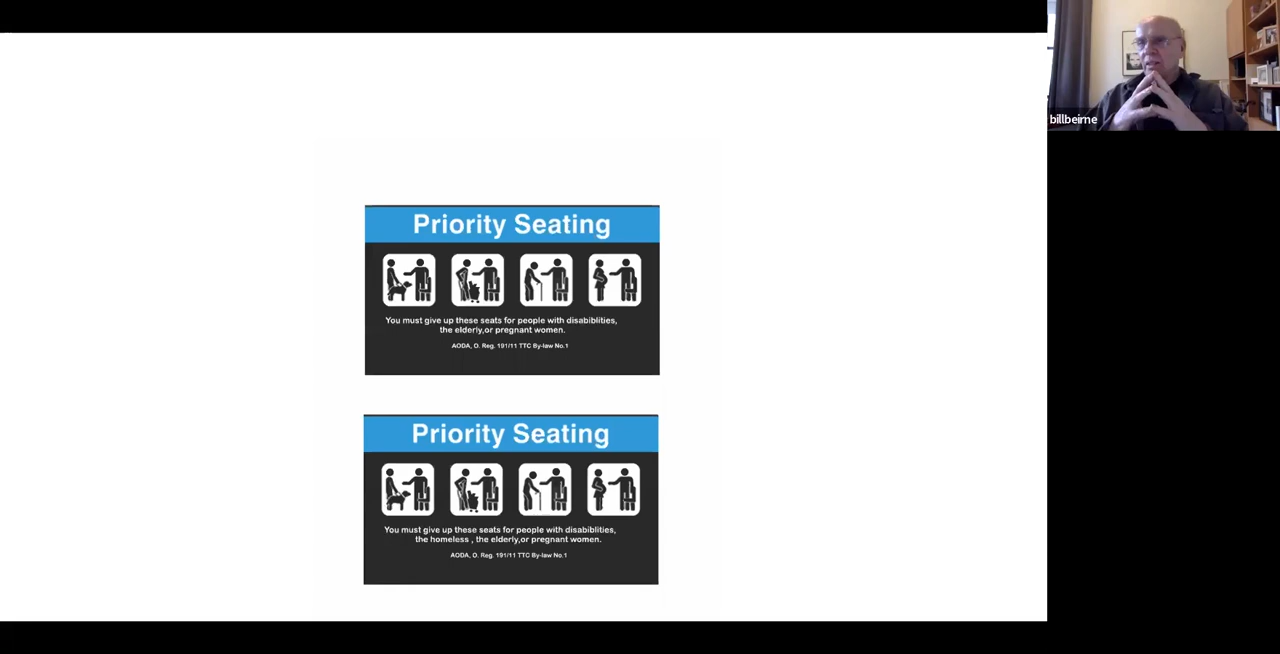 Priority Seating
You must give up these seats for people with disabiblities,
the elderly,or pregnant women.
AODA, O. Reg. 191/11 TTC By-law No.1
Priority Seating
You must give up these seats for people with disabiblities,
the homeless , the elderly,or pregnant women.
AODA, O. Reg. 191/11 TTC By-law No.1
billbeirne